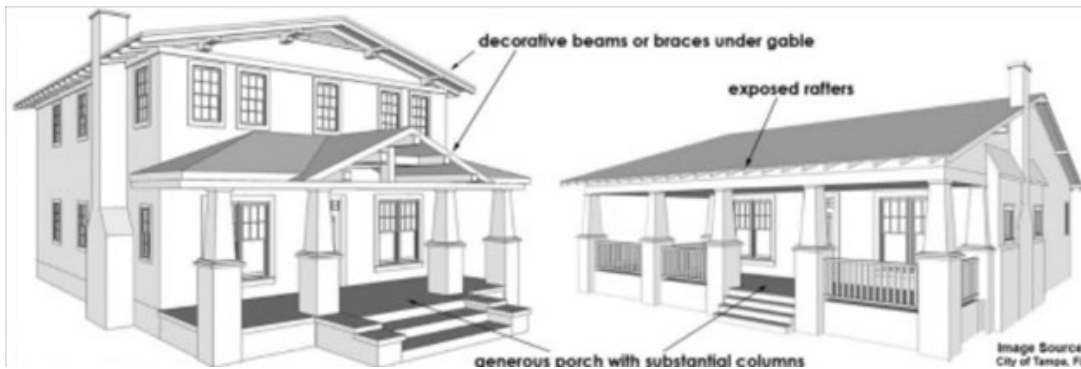 decorative beams or braces under gable
exposed rafters
generous porch with substantial columns
Image Source
City of Tampa, Fl